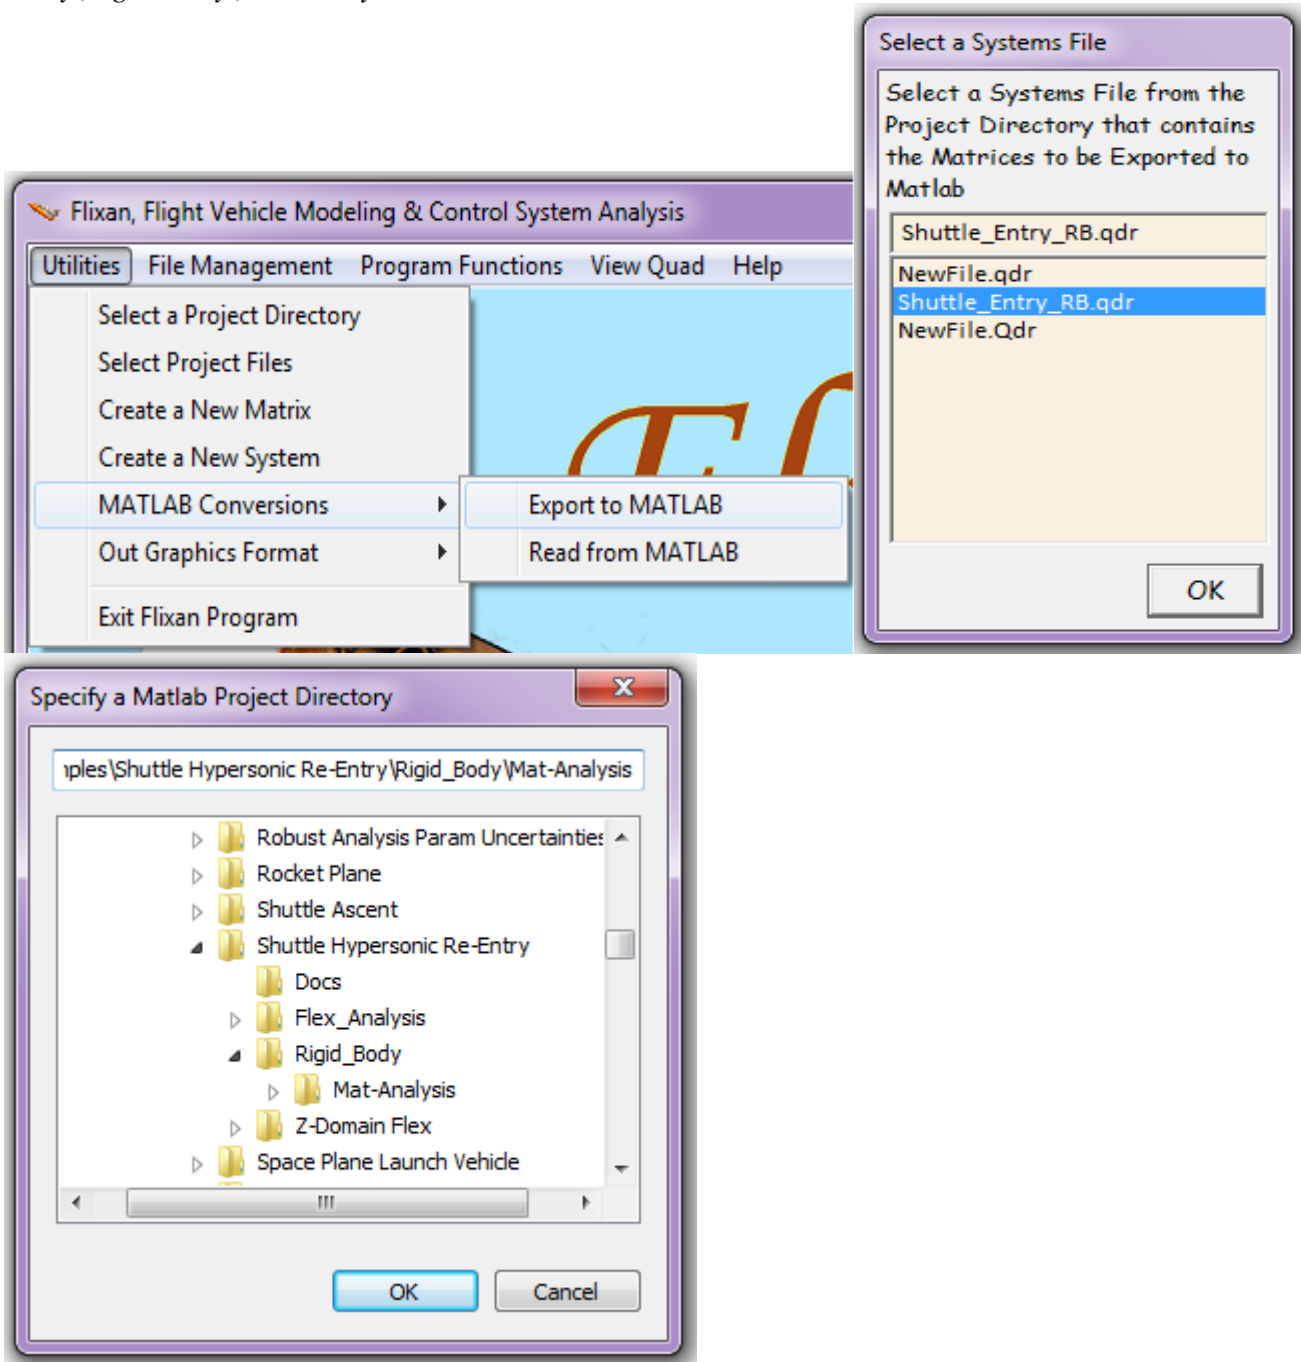 Select a Systems File
Select a Systems File from the
Project Directory that contains
the Matrices to be Exported to
Matlab
Shuttle_Entry_RB.qdr
NewFile.qdr
Shuttle_Entry_RB.qdr
NewFile.Qdr
OK
Flixan, Flight Vehicle Modeling & Control System Analysis
Utilities File Management Program Functions View Quad Help
Select a Project Directory
Select Project Files
Create a New Matrix
Create a New System
MATLAB Conversions
Export to MATLAB
Out Graphics Format
Read from MATLAB
Exit Flixan Program
Specify a Matlab Project Directory
ples\Shuttle Hypersonic Re-Entry\Rigid_Body\Mat-Analysis
Robust Analysis Param Uncertainties
Rocket Plane
Shuttle Ascent
Shuttle Hypersonic Re-Entry
Docs
Flex_Analysis
Rigid_Body
Mat-Analysis
Z-Domain Flex
Space Plane Launch Vehicle
OK Cancel